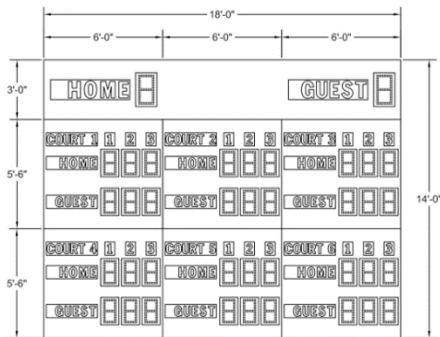 18'-0"
6'-0" 6'-0" 6'-0"
3'-0" HOME GUEST
COURT 1 1 2 3 COURT 2 1 2 3 COURT 3 1 2 3
5'-6" HOME HOME HOME
14'-0"
GUEST GUEST GUEST
COURT 4 1 2 3 COURT 5 1 2 3 COURT 6 1 2 3
5'-6" HOME HOME HOME
GUEST GUEST GUEST